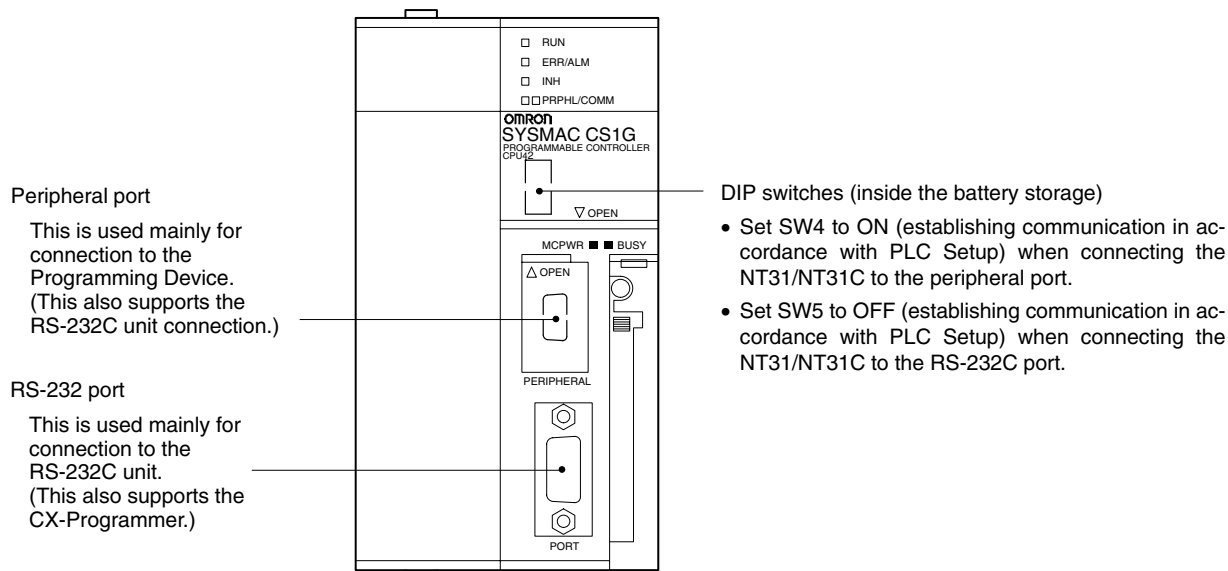 RUN
ERR/ALM
INH
PRPHL/COMM
OMRON
SYSMAC CS1G
PROGRAMMABLE CONTROLLER
CPU42
▽ OPEN
MCPWR ■ ■ BUSY
△ OPEN
PERIPHERAL
PORT
Peripheral port
This is used mainly for
connection to the
Programming Device.
(This also supports the
RS-232C unit connection.)
RS-232 port
This is used mainly for
connection to the
RS-232C unit.
(This also supports the
CX-Programmer.)
DIP switches (inside the battery storage)
• Set SW4 to ON (establishing communication in ac-
cordance with PLC Setup) when connecting the
NT31/NT31C to the peripheral port.
• Set SW5 to OFF (establishing communication in ac-
cordance with PLC Setup) when connecting the
NT31/NT31C to the RS-232C port.